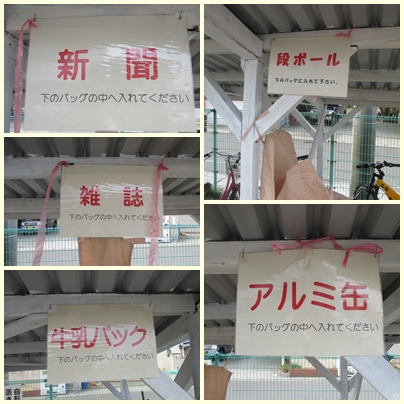 新聞
下のバッグの中へ入れてください
段ボール
下のバッグに入れて下さい。
雑誌
下のバッグの中へ入れてください
牛乳パック
下のバッグの中へ入れてください
アルミ缶
下のバッグの中へ入れてください